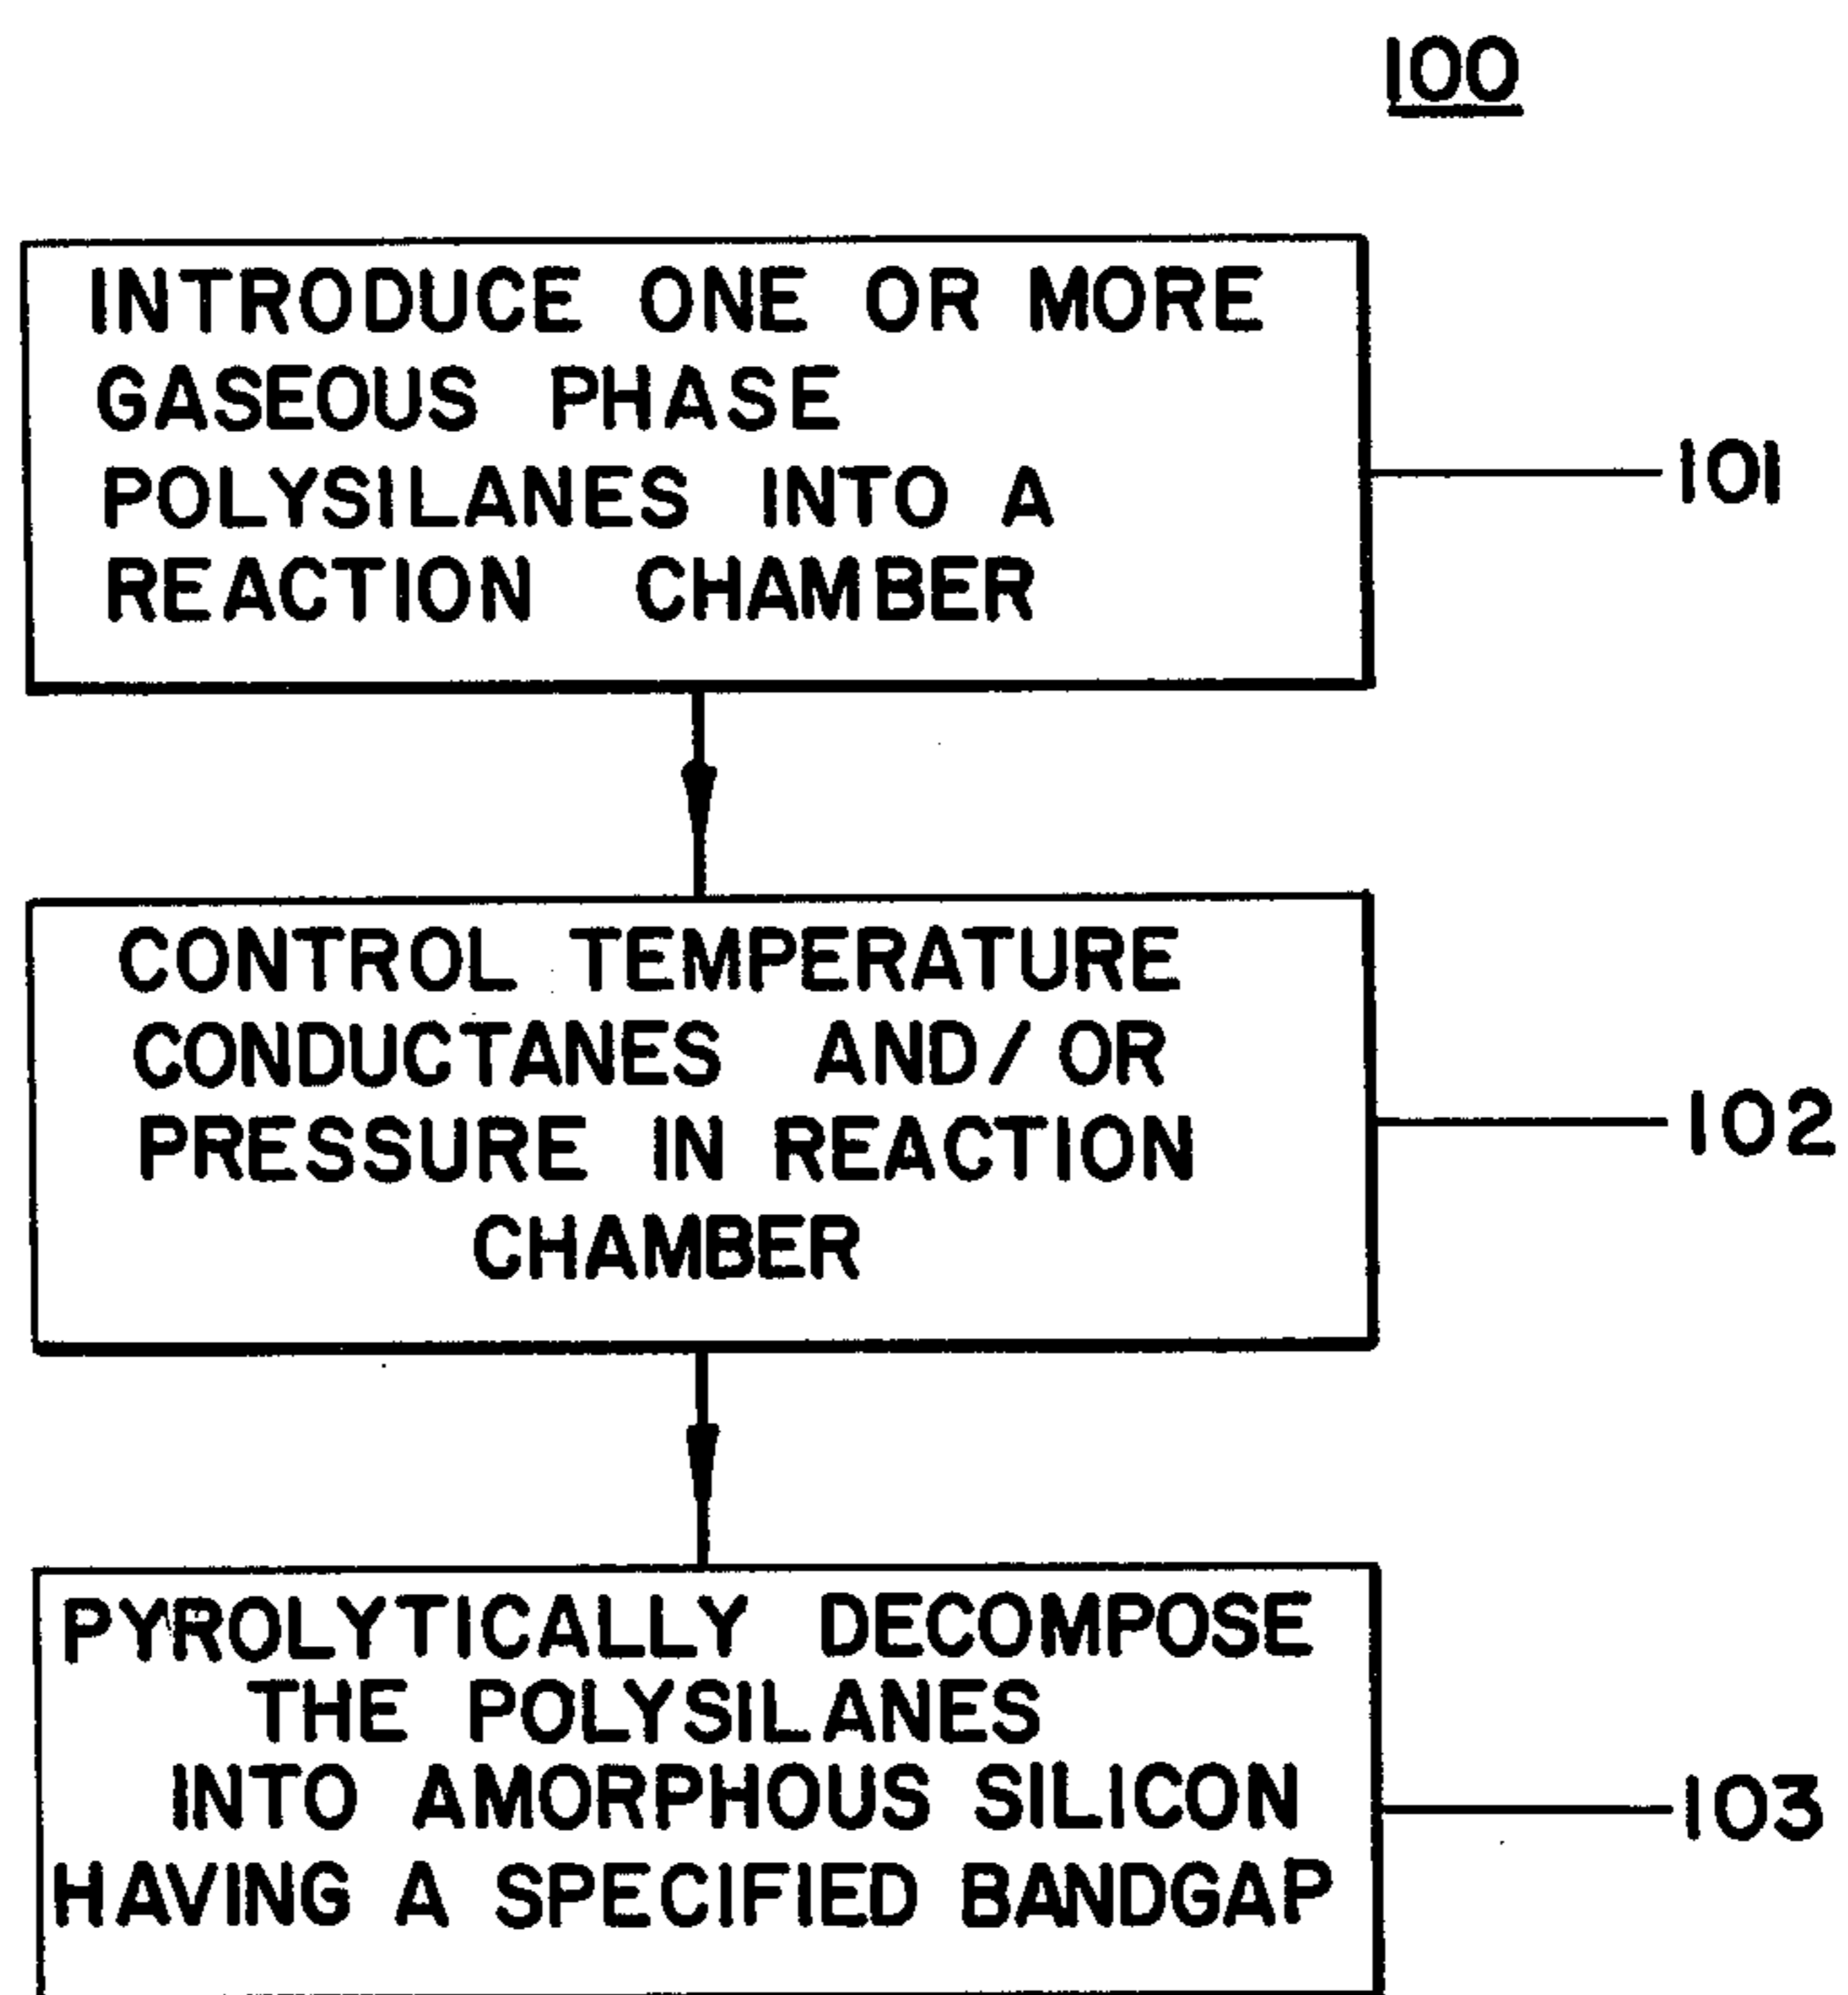 100
INTRODUCE ONE OR MORE
GASEOUS PHASE
POLYSILANES INTO A
REACTION CHAMBER
101
CONTROL TEMPERATURE
CONDUCTANES AND/OR
PRESSURE IN REACTION
CHAMBER
102
PYROLYTICALLY DECOMPOSE
THE POLYSILANES
INTO AMORPHOUS SILICON
HAVING A SPECIFIED BANDGAP
103